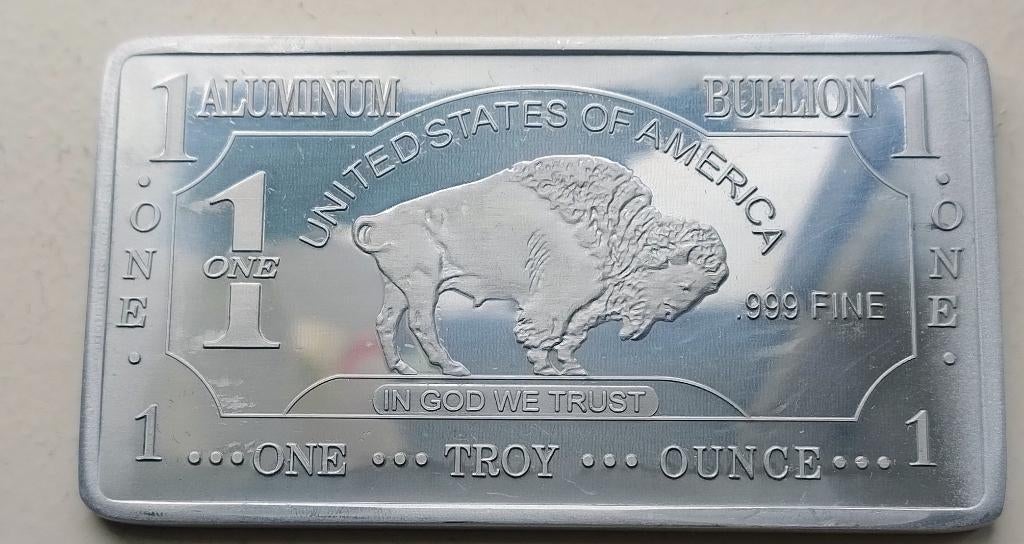 1 ALUMINUM BULLION 1
UNITED STATES OF AMERICA
· ONE ·
1
ONE
.999 FINE
· ONE ·
IN GOD WE TRUST
1 •••ONE ••• TROY ••• OUNCE••• 1